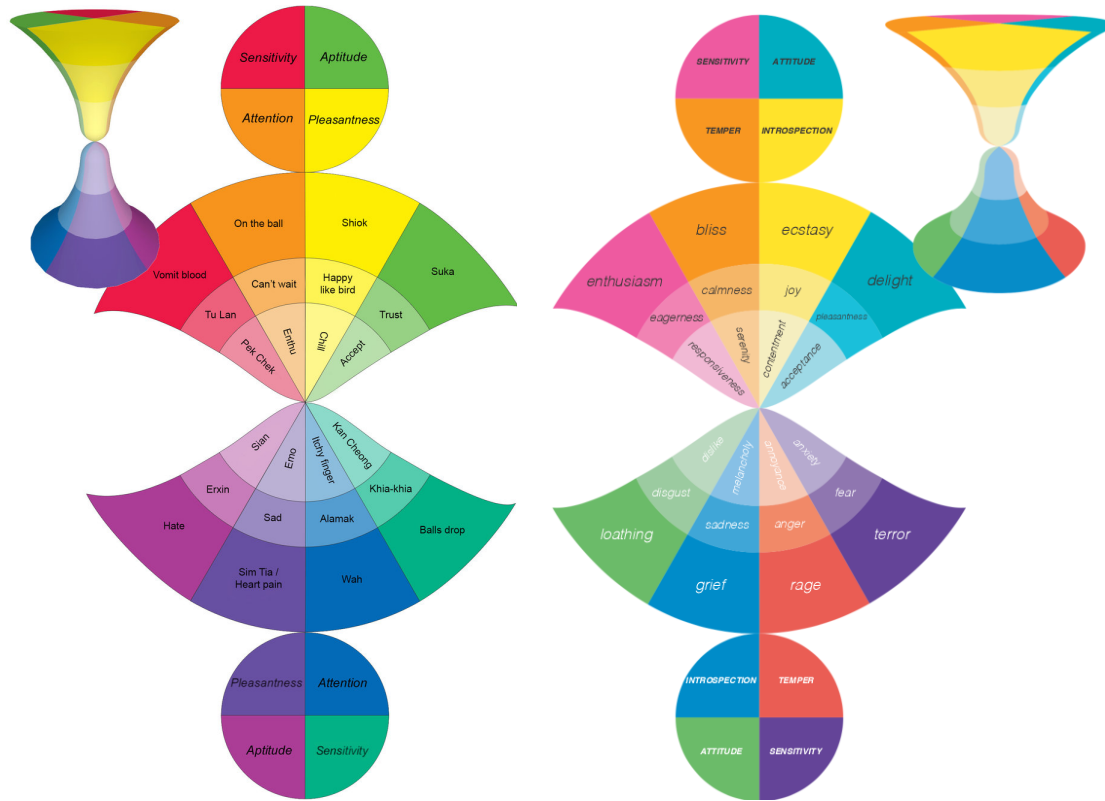 Sensitivity
Aptitude
Attention
Pleasantness
On the ball
Shiok
Vomit blood
Suka
Can't wait
Happy
like bird
Tu Lan
Trust
Pek Chek
Enthu
Chill
Accept
Sian
Emo
Itchy finger
Kan Cheong
Erxin
Khia-khia
Hate
Sad
Alamak
Balls drop
Sim Tia /
Heart pain
Wah
Pleasantness
Attention
Aptitude
Sensitivity
SENSITIVITY
ATTITUDE
TEMPER
INTROSPECTION
bliss
ecstasy
enthusiasm
delight
calmness
joy
eagerness
pleasantness
responsiveness
serenity
contentment
acceptance
dislike
melancholy
annoyance
anxiety
disgust
fear
loathing
sadness
anger
terror
grief
rage
INTROSPECTION
TEMPER
ATTITUDE
SENSITIVITY